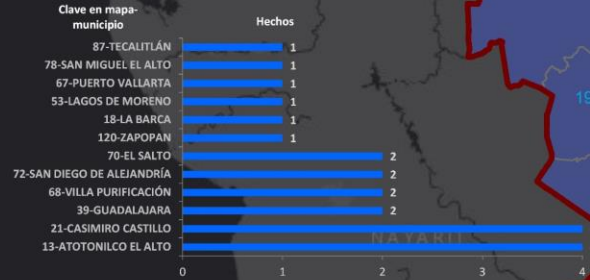 Clave en mapa-
municipio
Hechos
87-TECALITLÁN 1
78-SAN MIGUEL EL ALTO 1
67-PUERTO VALLARTA 1
53-LAGOS DE MORENO 1
18-LA BARCA 1
120-ZAPOPAN 1
70-EL SALTO 2
72-SAN DIEGO DE ALEJANDRÍA 2
68-VILLA PURIFICACIÓN 2
39-GUADALAJARA 2
21-CASIMIRO CASTILLO
13-ATOTONILCO EL ALTO
0 1 2 3 4
NAYARIT
19